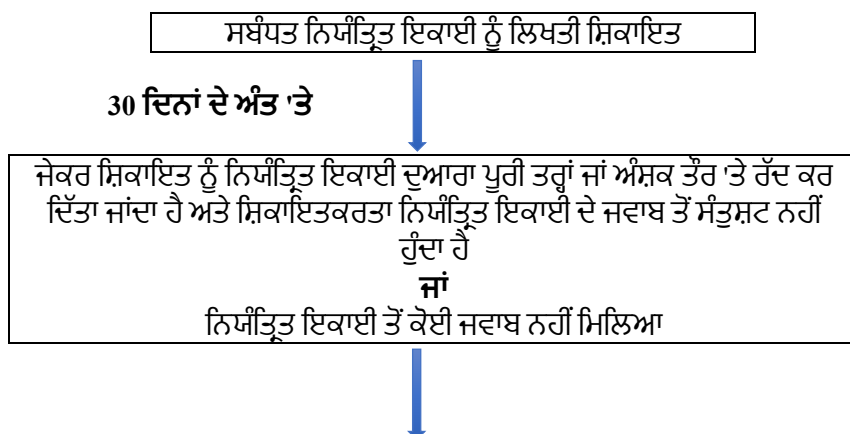 ਸਬੰਧਤ ਨਿਯੰਤ੍ਰਿਤ ਇਕਾਈ ਨੂੰ ਲਿਖਤੀ ਸ਼ਿਕਾਇਤ
30 ਦਿਨਾਂ ਦੇ ਅੰਤ 'ਤੇ
ਜੇਕਰ ਸ਼ਿਕਾਇਤ ਨੂੰ ਨਿਯੰਤ੍ਰਿਤ ਇਕਾਈ ਦੁਆਰਾ ਪੂਰੀ ਤਰ੍ਹਾਂ ਜਾਂ ਅੰਸ਼ਕ ਤੌਰ 'ਤੇ ਰੱਦ ਕਰ
ਦਿੱਤਾ ਜਾਂਦਾ ਹੈ ਅਤੇ ਸ਼ਿਕਾਇਤਕਰਤਾ ਨਿਯੰਤ੍ਰਿਤ ਇਕਾਈ ਦੇ ਜਵਾਬ ਤੋਂ ਸੰਤੁਸ਼ਟ ਨਹੀਂ
ਹੁੰਦਾ ਹੈ
ਜਾਂ
ਨਿਯੰਤ੍ਰਿਤ ਇਕਾਈ ਤੋਂ ਕੋਈ ਜਵਾਬ ਨਹੀਂ ਮਿਲਿਆ